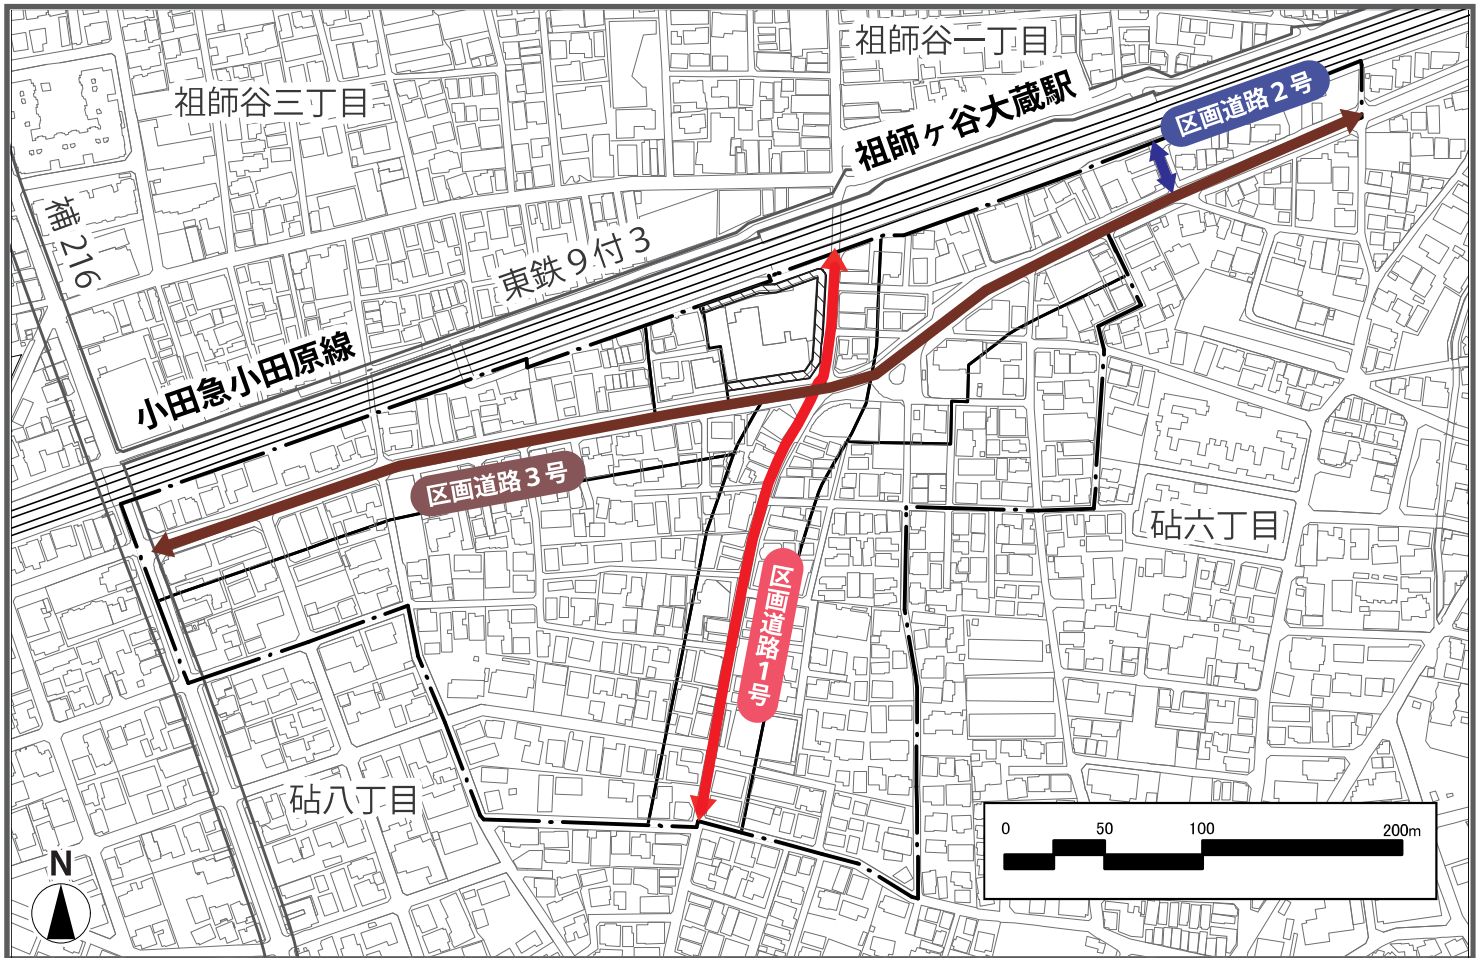 祖師谷一丁目
祖師谷三丁目
祖師ヶ谷大蔵駅
区画道路２号
補216
東鉄９付３
小田急小田原線
区画道路３号
砧六丁目
区画道路１号
砧八丁目
N
0 50 100 200m